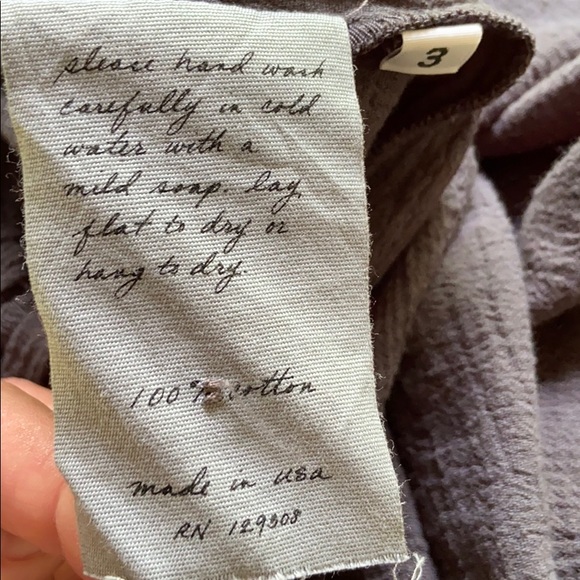 please hand wash
carefully in cold
water with a
mild soap. lay
flat to dry or
hang to dry.
100% cotton
made in usa
RN 129308
3